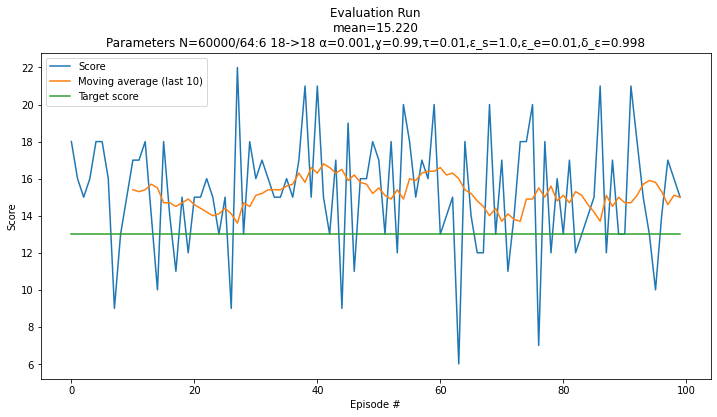 Evaluation Run
mean=15.220
Parameters N=60000/64:6 18->18 α=0.001,ɣ=0.99,τ=0.01,ε_s=1.0,ε_e=0.01,δ_ε=0.998
Score
Moving average (last 10)
Target score
22
20
18
16
14
12
10
8
6
Score
0
20
40
60
80
100
Episode #